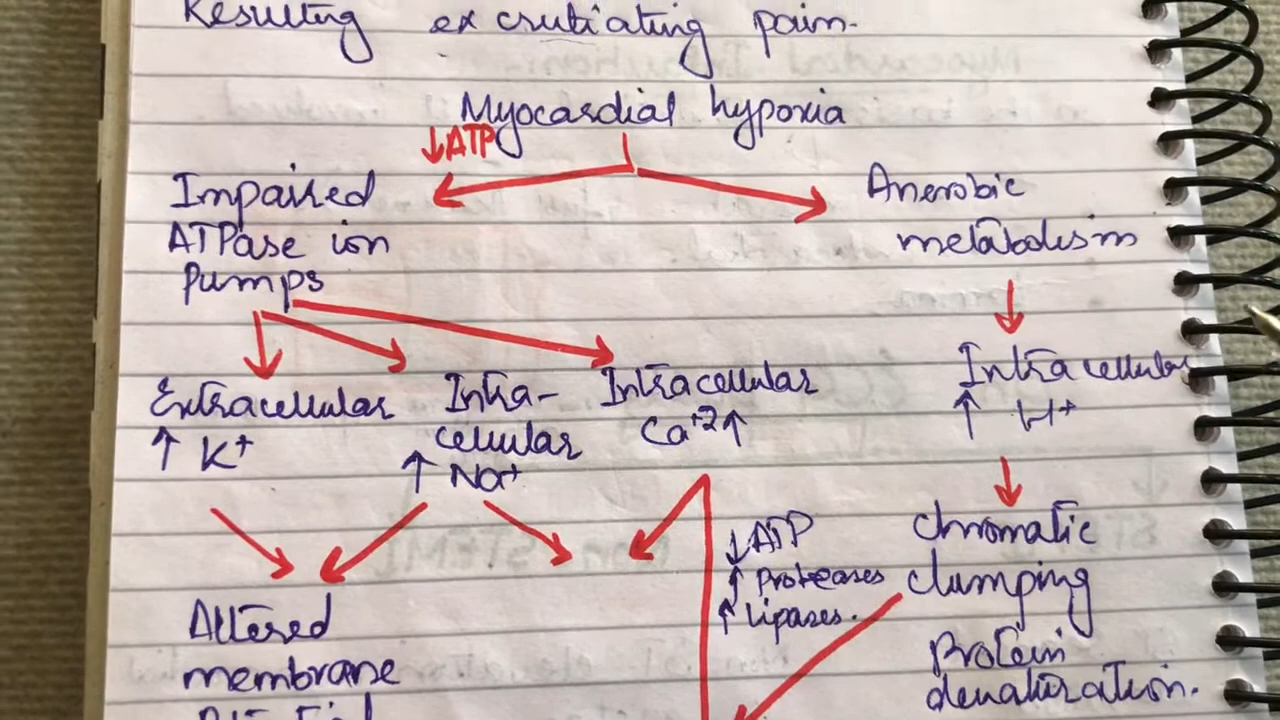 Resulting excrutiating pain.
Myocardial hypoxia
↓ATP
Impaired
ATPase ion
Pumps
Anerobic
metabolism
Extracellular
↑ K+
Intra-
cellular
↑ Na+
Intracellular
Ca+2↑
Intracellular
↑ H+
↓ATP
↑ Proteases
↑ lipases.
Chromatic
clumping
Protein
denaturation.
Altered
membrane